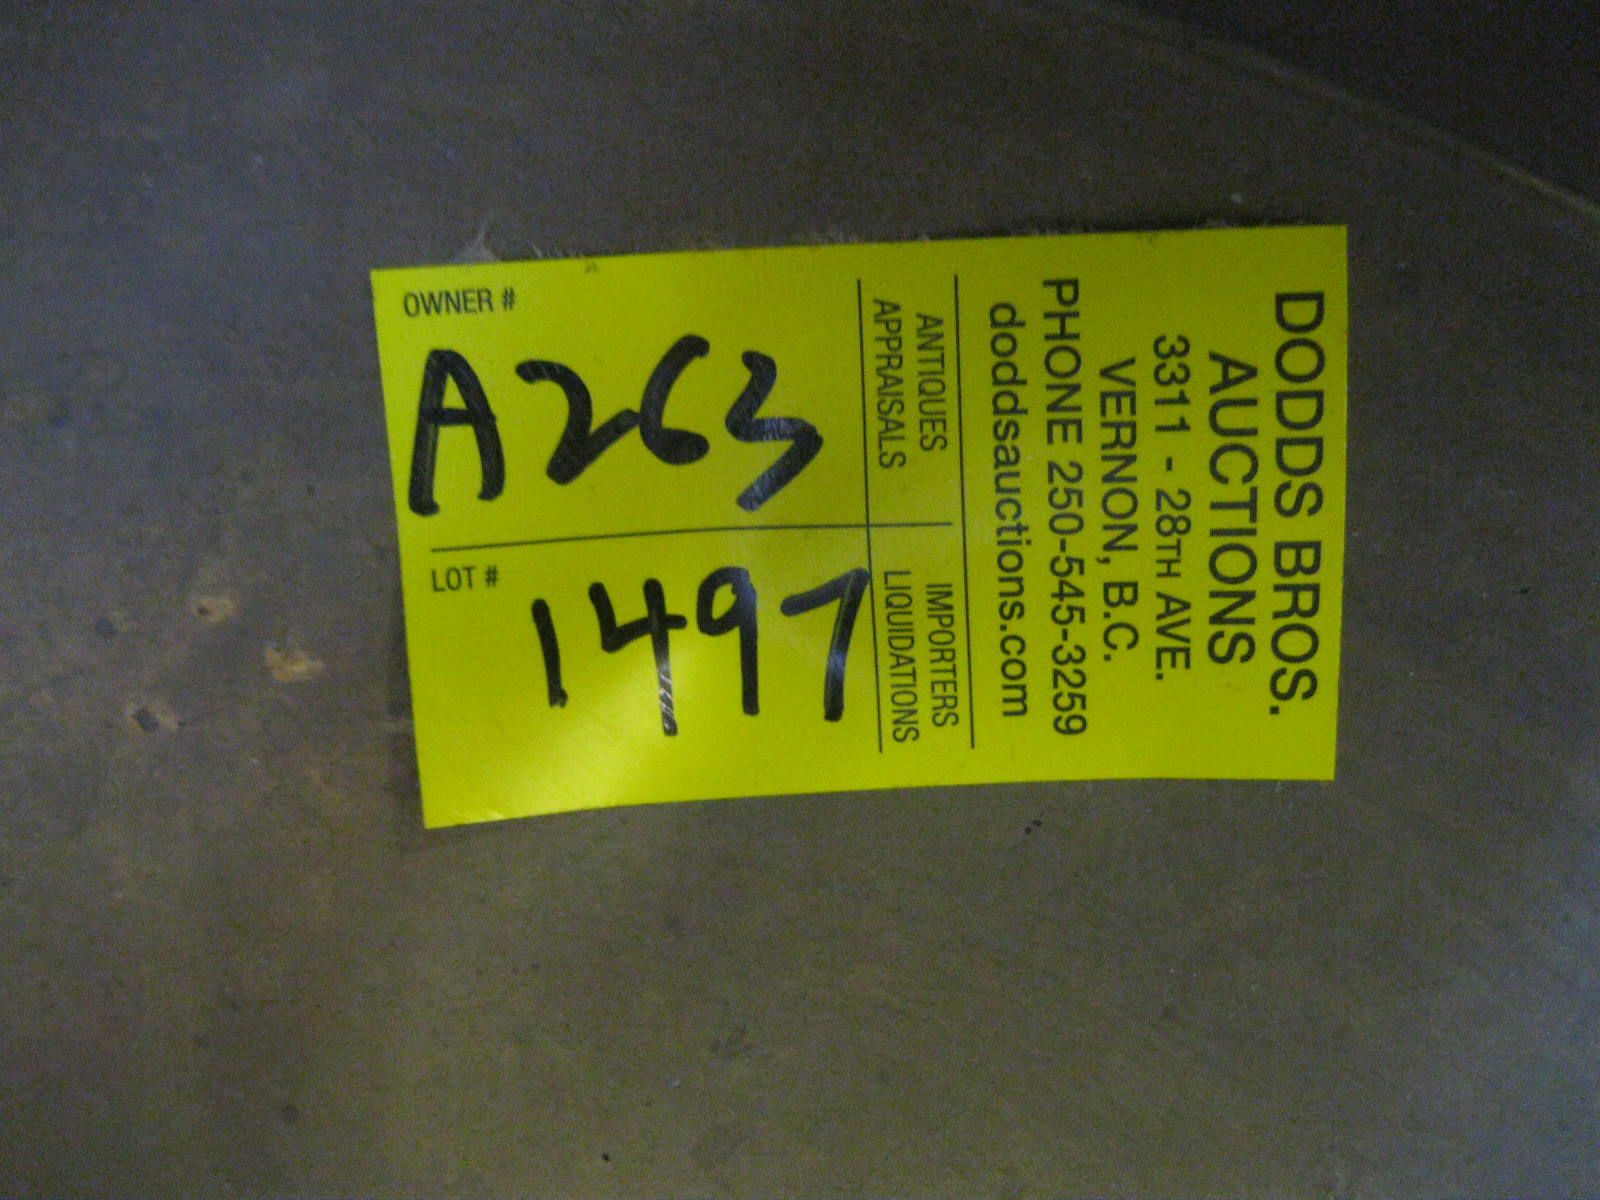 DODDS BROS.
AUCTIONS
3311 - 28TH AVE.
VERNON, B.C.
PHONE 250-545-3259
doddsauctions.com
ANTIQUES
APPRAISALS
IMPORTERS
LIQUIDATIONS
OWNER #
A263
LOT #
1497